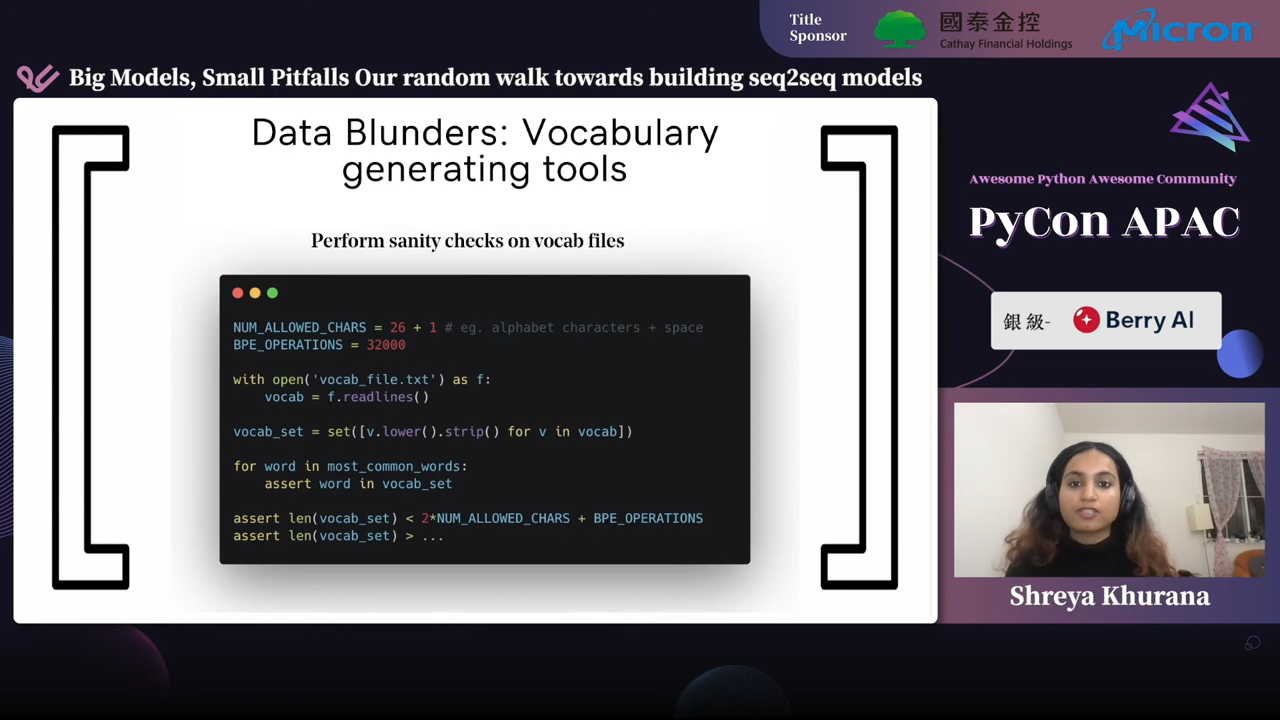 Title
Sponsor
國泰金控
Cathay Financial Holdings
Micron
Big Models, Small Pitfalls Our random walk towards building seq2seq models
Data Blunders: Vocabulary
generating tools
Perform sanity checks on vocab files
NUM_ALLOWED_CHARS = 26 + 1 # eg. alphabet characters + space
BPE_OPERATIONS = 32000
with open('vocab_file.txt') as f:
    vocab = f.readlines()
vocab_set = set([v.lower().strip() for v in vocab])
for word in most_common_words:
    assert word in vocab_set
assert len(vocab_set) < 2*NUM_ALLOWED_CHARS + BPE_OPERATIONS
assert len(vocab_set) > ...
Awesome Python Awesome Community
PyCon APAC
銀級-
Berry AI
Shreya Khurana